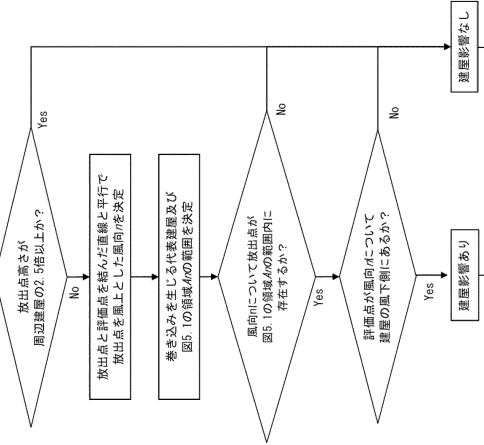 放出点高さが
周辺建屋の2.5倍以上か?
Yes
No
放出点と評価点を結んだ直線と平行で
放出点を風上とした風向nを決定
巻き込みを生じる代表建屋及び
図5.1の領域Anの範囲を決定
風向nについて放出点が
図5.1の領域Anの範囲内に
存在するか?
No
Yes
評価点が風向nについて
建屋の風下側にあるか?
No
Yes
建屋影響あり
建屋影響なし